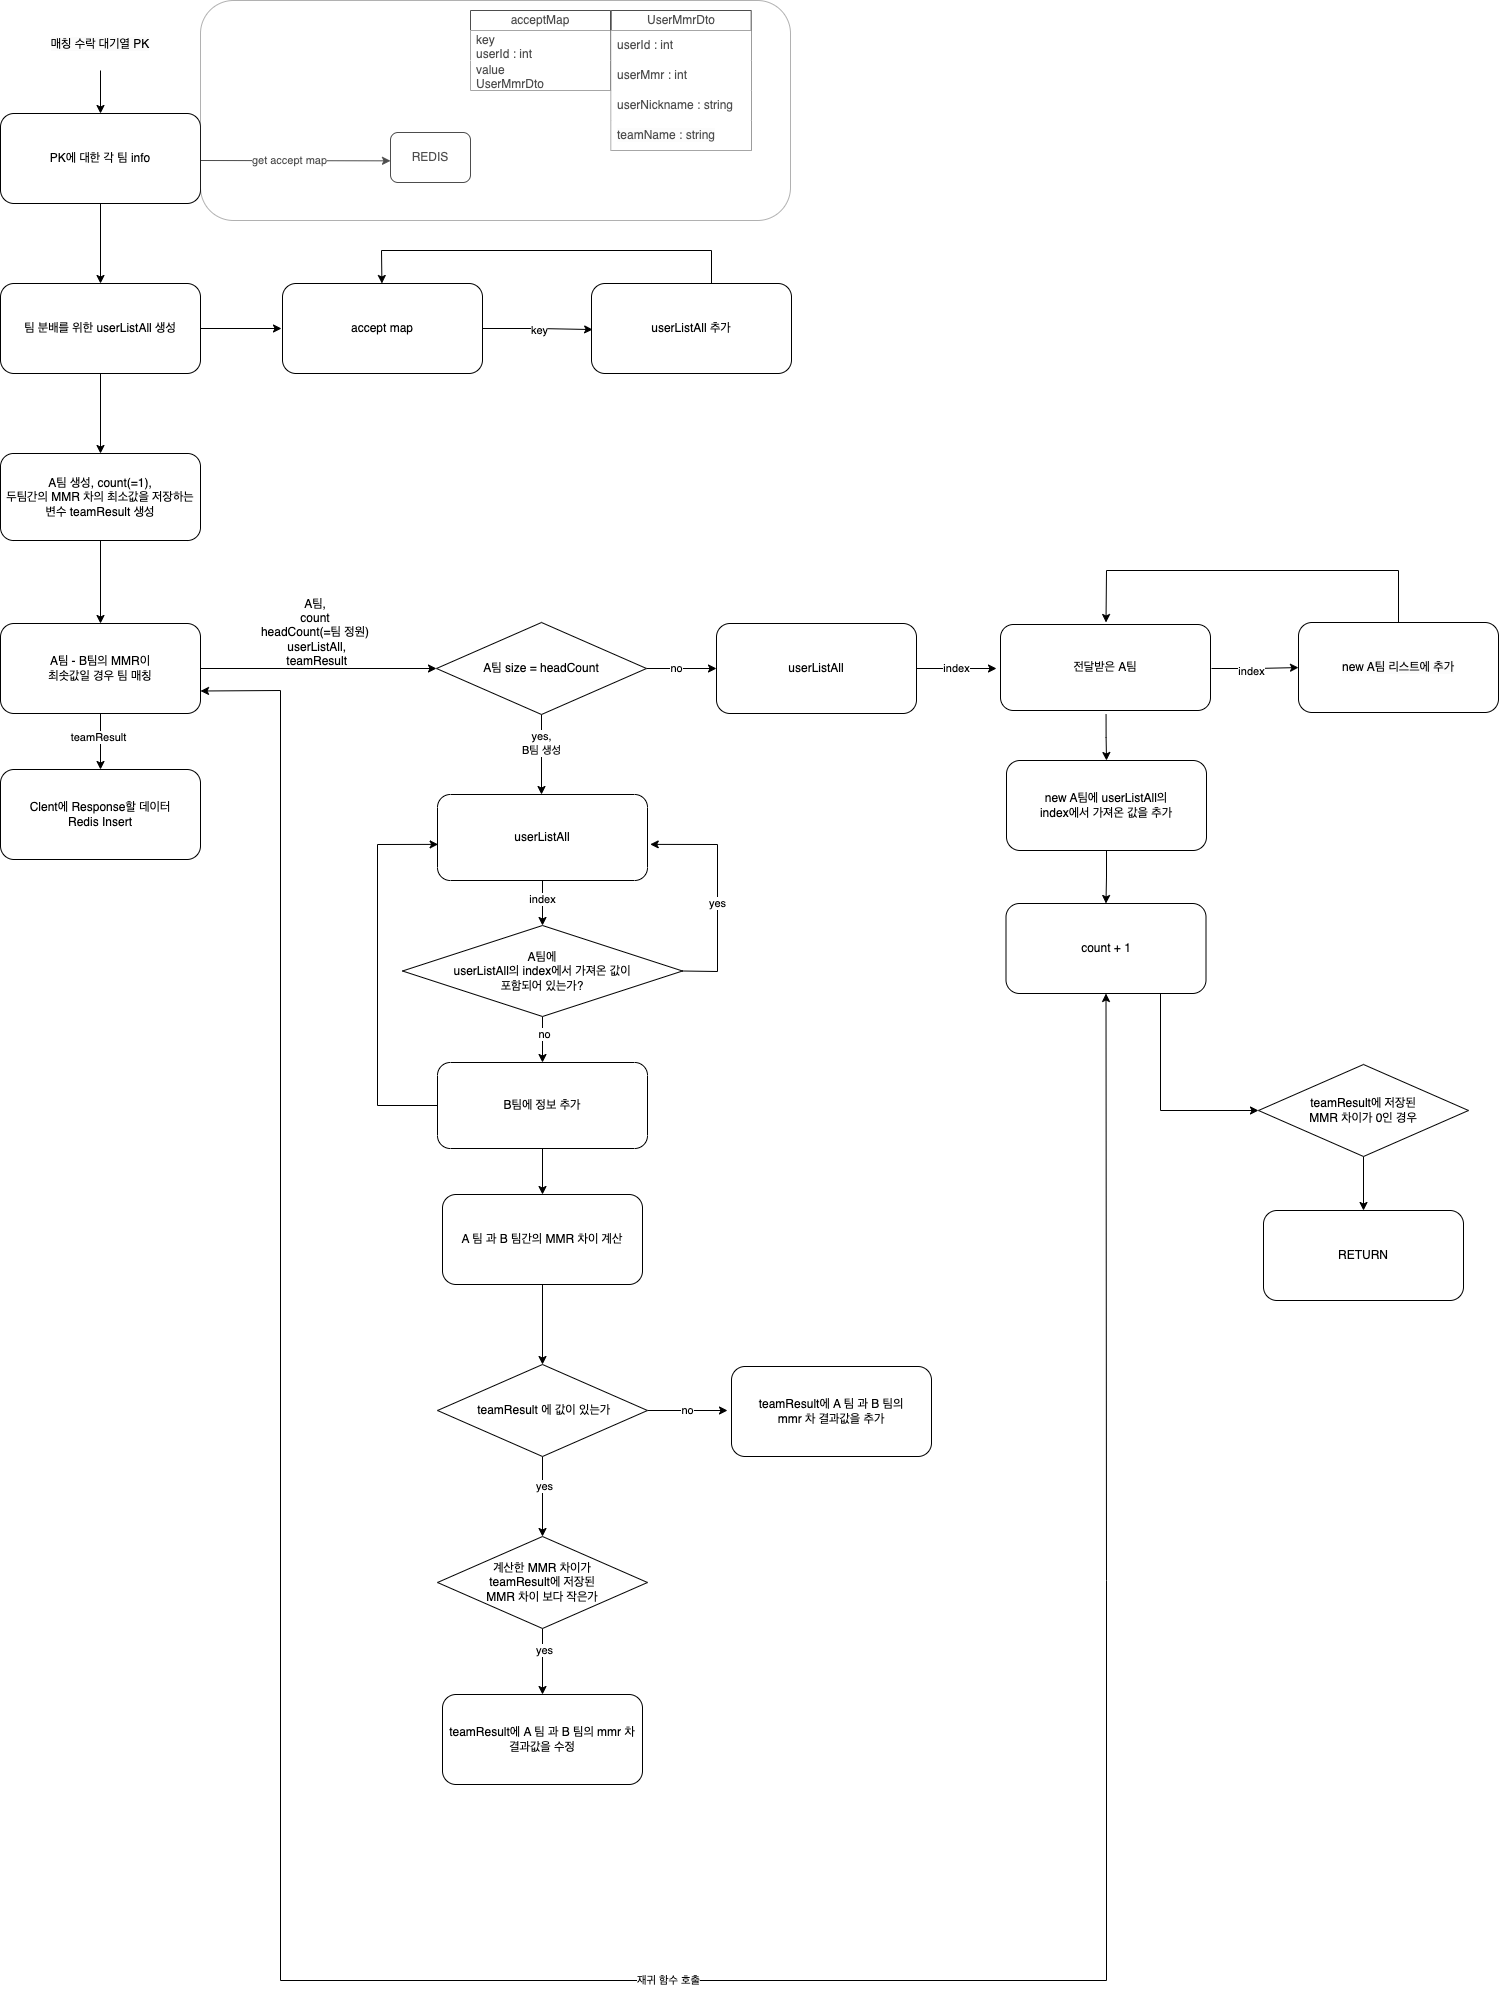 매칭 수락 대기열 PK
acceptMap
key
userId : int
value
UserMmrDto
UserMmrDto
userId : int
userMmr : int
userNickname : string
teamName : string
PK에 대한 각 팀 info
get accept map
REDIS
팀 분배를 위한 userListAll 생성
accept map
key
userListAll 추가
A팀 생성, count(=1),
두팀간의 MMR 차의 최소값을 저장하는
변수 teamResult 생성
A팀 - B팀의 MMR이
최솟값일 경우 팀 매칭
A팀,
count
headCount(=팀 정원)
userListAll,
teamResult
A팀 size = headCount
no
userListAll
index
전달받은 A팀
index
new A팀 리스트에 추가
teamResult
Clent에 Response할 데이터
Redis Insert
yes,
B팀 생성
userListAll
index
A팀에
userListAll의 index에서 가져온 값이
포함되어 있는가?
yes
no
B팀에 정보 추가
A 팀 과 B 팀간의 MMR 차이 계산
teamResult 에 값이 있는가
no
teamResult에 A 팀 과 B 팀의
mmr 차 결과값을 추가
yes
계산한 MMR 차이가
teamResult에 저장된
MMR 차이 보다 작은가
yes
teamResult에 A 팀 과 B 팀의 mmr 차
결과값을 수정
new A팀에 userListAll의
index에서 가져온 값을 추가
count + 1
teamResult에 저장된
MMR 차이가 0인 경우
RETURN
재귀 함수 호출